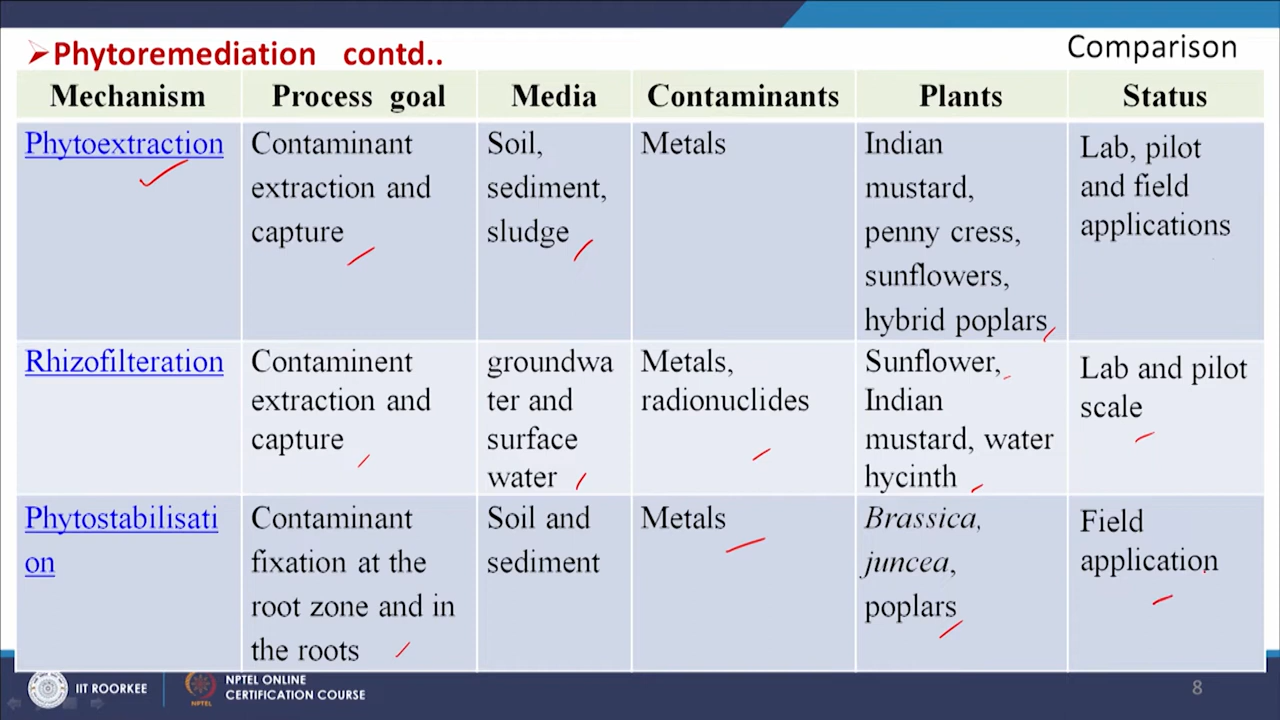 ➢Phytoremediation contd..
Comparison
Mechanism
Process goal
Media
Contaminants
Plants
Status
Phytoextraction
Contaminant
extraction and
capture
Soil,
sediment,
sludge
Metals
Indian
mustard,
penny cress,
sunflowers,
hybrid poplars
Lab, pilot
and field
applications
Rhizofilteration
Contaminent
extraction and
capture
groundwa
ter and
surface
water
Metals,
radionuclides
Sunflower,
Indian
mustard, water
hycinth
Lab and pilot
scale
Phytostabilisati
on
Contaminant
fixation at the
root zone and in
the roots
Soil and
sediment
Metals
Brassica,
juncea,
poplars
Field
application
IIT ROORKEE
NPTEL
NPTEL ONLINE
CERTIFICATION COURSE
8